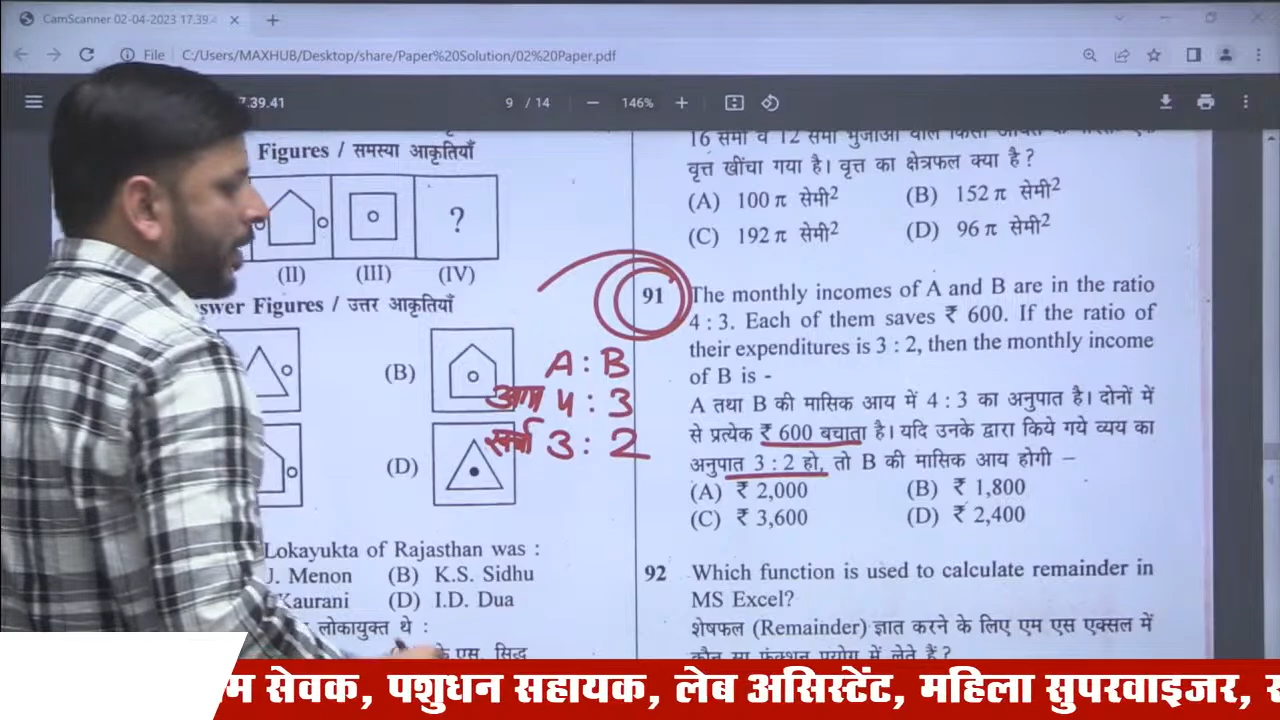 CamScanner 02-04-2023 17.39.4
File C:/Users/MAXHUB/Desktop/share/Paper%20Solution/02%20Paper.pdf
7.39.41
9 / 14
146%
Figures / समस्या आकृतियाँ
?
(II) (III) (IV)
swer Figures / उत्तर आकृतियाँ
(B)
(D)
A : B
आय 4 : 3
खर्चा 3 : 2
Lokayukta of Rajasthan was :
J. Menon (B) K.S. Sidhu
Kaurani (D) I.D. Dua
लोकायुक्त थे :
के.एस. सिद्धू
16 सेमी व 12 सेमी भुजाओं वाले किसी आयत के
वृत्त खींचा गया है। वृत्त का क्षेत्रफल क्या है ?
(A) 100 π सेमी² (B) 152 π सेमी²
(C) 192 π सेमी² (D) 96 π सेमी²
91 The monthly incomes of A and B are in the ratio
4 : 3. Each of them saves ₹ 600. If the ratio of
their expenditures is 3 : 2, then the monthly income
of B is -
A तथा B की मासिक आय में 4 : 3 का अनुपात है। दोनों में
से प्रत्येक ₹ 600 बचाता है। यदि उनके द्वारा किये गये व्यय का
अनुपात 3 : 2 हो, तो B की मासिक आय होगी –
(A) ₹ 2,000 (B) ₹ 1,800
(C) ₹ 3,600 (D) ₹ 2,400
92 Which function is used to calculate remainder in
MS Excel?
शेषफल (Remainder) ज्ञात करने के लिए एम एस एक्सल में
कौन सा फंक्शन प्रयोग में लेते हैं ?
म सेवक, पशुधन सहायक, लेब असिस्टेंट, महिला सुपरवाइजर,